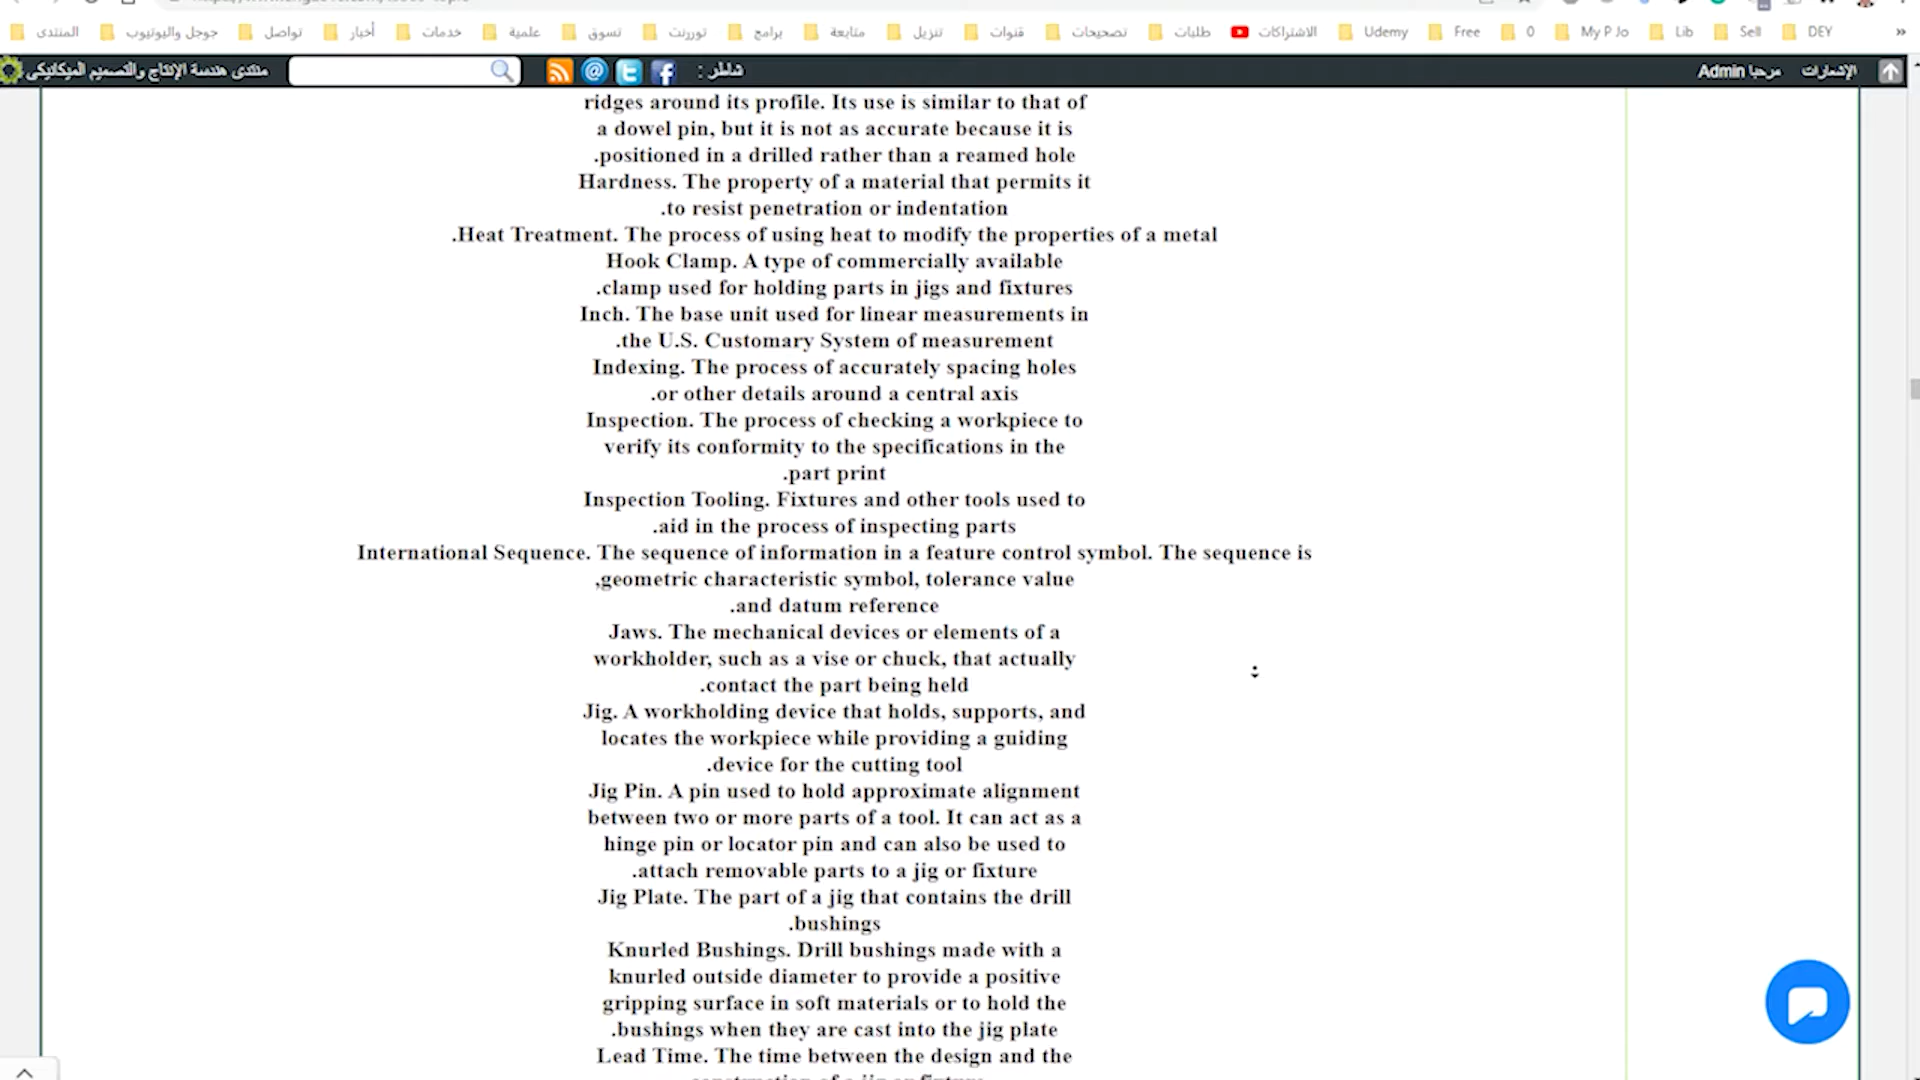 المنتدى
جوجل واليوتيوب
تواصل
أخبار
خدمات
علمية
تسوق
توررنت
برامج
متابعة
تنزيل
قنوات
تصحيحات
طلبات
الاشتراكات
Udemy
Free
0
My P Jo
Lib
Sell
DEY
منتدى هندسة الإنتاج والتصميم الميكانيكى
شاطر :
مرحبا Admin
الإشعارات
ridges around its profile. Its use is similar to that of
a dowel pin, but it is not as accurate because it is
.positioned in a drilled rather than a reamed hole
Hardness. The property of a material that permits it
.to resist penetration or indentation
.Heat Treatment. The process of using heat to modify the properties of a metal
Hook Clamp. A type of commercially available
.clamp used for holding parts in jigs and fixtures
Inch. The base unit used for linear measurements in
.the U.S. Customary System of measurement
Indexing. The process of accurately spacing holes
.or other details around a central axis
Inspection. The process of checking a workpiece to
verify its conformity to the specifications in the
.part print
Inspection Tooling. Fixtures and other tools used to
.aid in the process of inspecting parts
International Sequence. The sequence of information in a feature control symbol. The sequence is
,geometric characteristic symbol, tolerance value
.and datum reference
Jaws. The mechanical devices or elements of a
workholder, such as a vise or chuck, that actually
.contact the part being held
Jig. A workholding device that holds, supports, and
locates the workpiece while providing a guiding
.device for the cutting tool
Jig Pin. A pin used to hold approximate alignment
between two or more parts of a tool. It can act as a
hinge pin or locator pin and can also be used to
.attach removable parts to a jig or fixture
Jig Plate. The part of a jig that contains the drill
.bushings
Knurled Bushings. Drill bushings made with a
knurled outside diameter to provide a positive
gripping surface in soft materials or to hold the
.bushings when they are cast into the jig plate
Lead Time. The time between the design and the